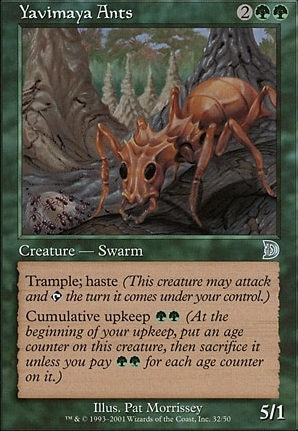 Yavimaya Ants 2
Creature — Swarm
Trample; haste (This creature may attack
and the turn it comes under your control.)
Cumulative upkeep (At the
beginning of your upkeep, put an age
counter on this creature, then sacrifice it
unless you pay for each age counter
on it.)
Illus. Pat Morrissey
™ & © 1993–2001 Wizards of the Coast, Inc. 32/50
5/1